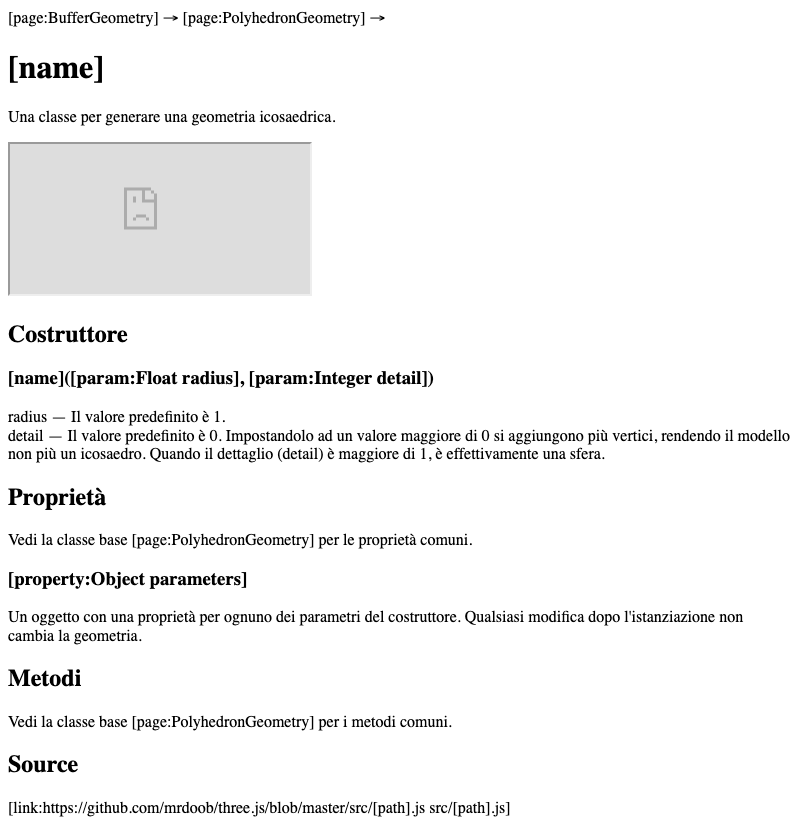 [page:BufferGeometry] → [page:PolyhedronGeometry] →
[name]
Una classe per generare una geometria icosaedrica.
Costruttore
[name]([param:Float radius], [param:Integer detail])
radius — Il valore predefinito è 1.
detail — Il valore predefinito è 0. Impostandolo ad un valore maggiore di 0 si aggiungono più vertici, rendendo il modello
non più un icosaedro. Quando il dettaglio (detail) è maggiore di 1, è effettivamente una sfera.
Proprietà
Vedi la classe base [page:PolyhedronGeometry] per le proprietà comuni.
[property:Object parameters]
Un oggetto con una proprietà per ognuno dei parametri del costruttore. Qualsiasi modifica dopo l'istanziazione non
cambia la geometria.
Metodi
Vedi la classe base [page:PolyhedronGeometry] per i metodi comuni.
Source
[link:https://github.com/mrdoob/three.js/blob/master/src/[path].js src/[path].js]